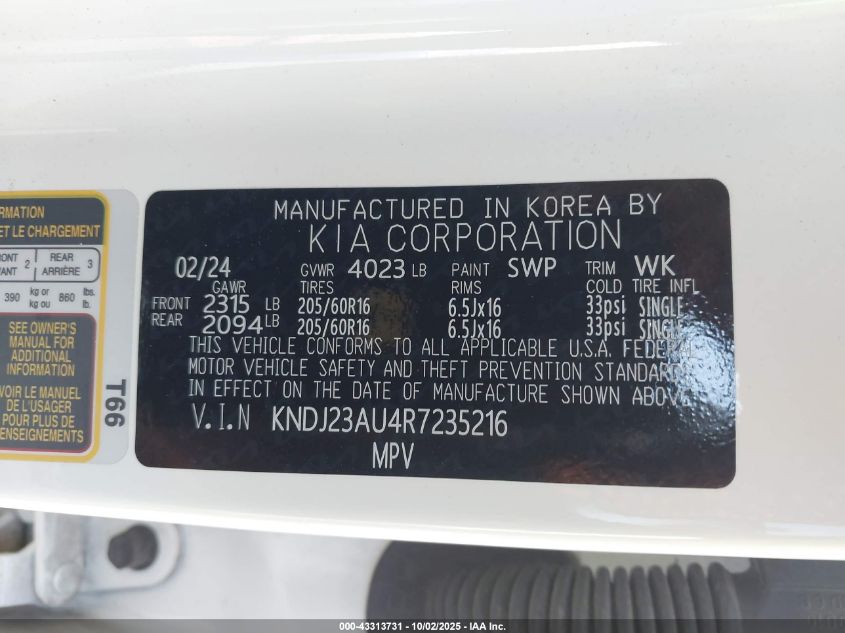 RMATION
ET LE CHARGEMENT
2 REAR ARRIÈRE 3
390 kg or kg ou 860 lbs. lb.
SEE OWNER'S
MANUAL FOR
ADDITIONAL
INFORMATION
VOIR LE MANUEL
DE L'USAGER
POUR PLUS DE
RENSEIGNEMENTS
T66
MANUFACTURED IN KOREA BY
KIA CORPORATION
02/24 GVWR 4023 LB PAINT SWP TRIM WK
GAWR TIRES RIMS COLD TIRE INFL
FRONT 2315 LB 205/60R16 6.5Jx16 33psi SINGLE
REAR 2094 LB 205/60R16 6.5Jx16 33psi SINGLE
THIS VEHICLE CONFORMS TO ALL APPLICABLE U.S.A. FEDERAL
MOTOR VEHICLE SAFETY AND THEFT PREVENTION STANDARDS
IN EFFECT ON THE DATE OF MANUFACTURE SHOWN ABOVE.
V.I.N KNDJ23AU4R7235216
MPV
000-43313731 - 10/02/2025 - IAA Inc.